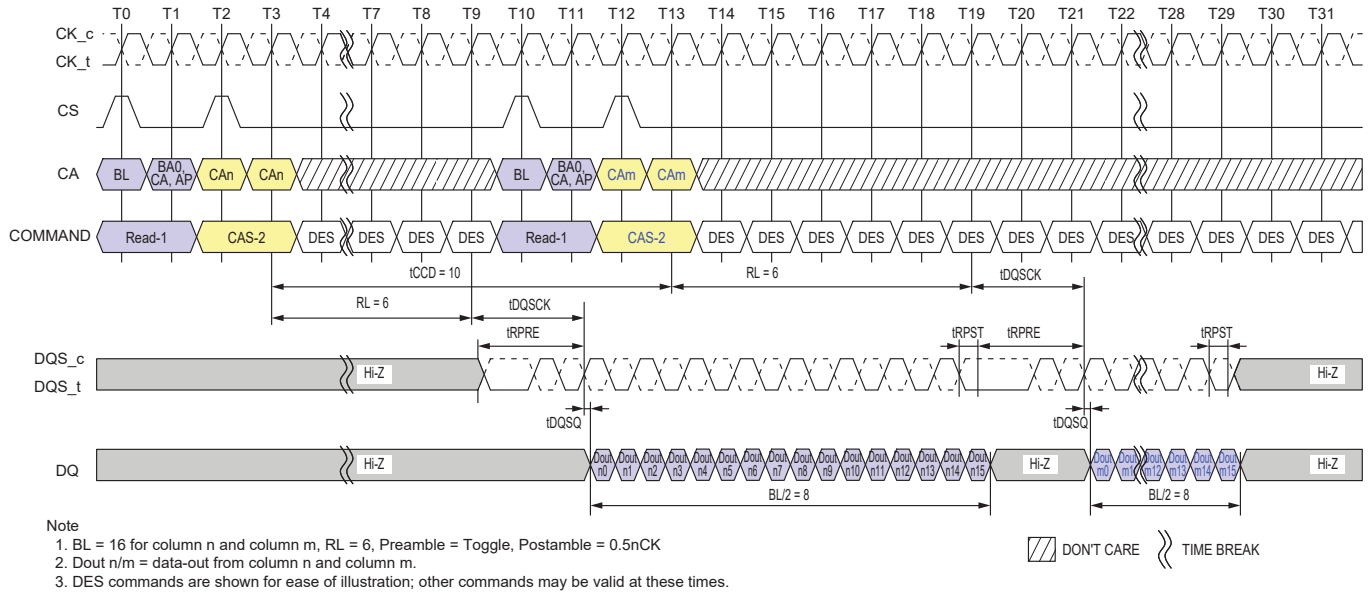 T0 T1 T2 T3 T4 T7 T8 T9 T10 T11 T12 T13 T14 T15 T16 T17 T18 T19 T20 T21 T22 T28 T29 T30 T31
CK_c
CK_t
CS
CA BL BA0, CA, AP CAn CAn BL BA0, CA, AP CAm CAm
COMMAND Read-1 CAS-2 DES DES DES DES Read-1 CAS-2 DES DES DES DES DES DES DES DES DES DES DES DES DES
tCCD = 10 RL = 6 tDQSCK
RL = 6 tDQSCK
tRPRE tRPST tRPRE tRPST
DQS_c
DQS_t
Hi-Z Hi-Z
tDQSQ tDQSQ
DQ Hi-Z Dout n0 Dout n1 Dout n2 Dout n3 Dout n4 Dout n5 Dout n6 Dout n7 Dout n8 Dout n9 Dout n10 Dout n11 Dout n12 Dout n13 Dout n14 Dout n15 Hi-Z Dout m0 Dout m1 Dout m12 Dout m13 Dout m14 Dout m15 Hi-Z
BL/2 = 8 BL/2 = 8
Note
1. BL = 16 for column n and column m, RL = 6, Preamble = Toggle, Postamble = 0.5nCK
2. Dout n/m = data-out from column n and column m.
3. DES commands are shown for ease of illustration; other commands may be valid at these times.
DON'T CARE TIME BREAK